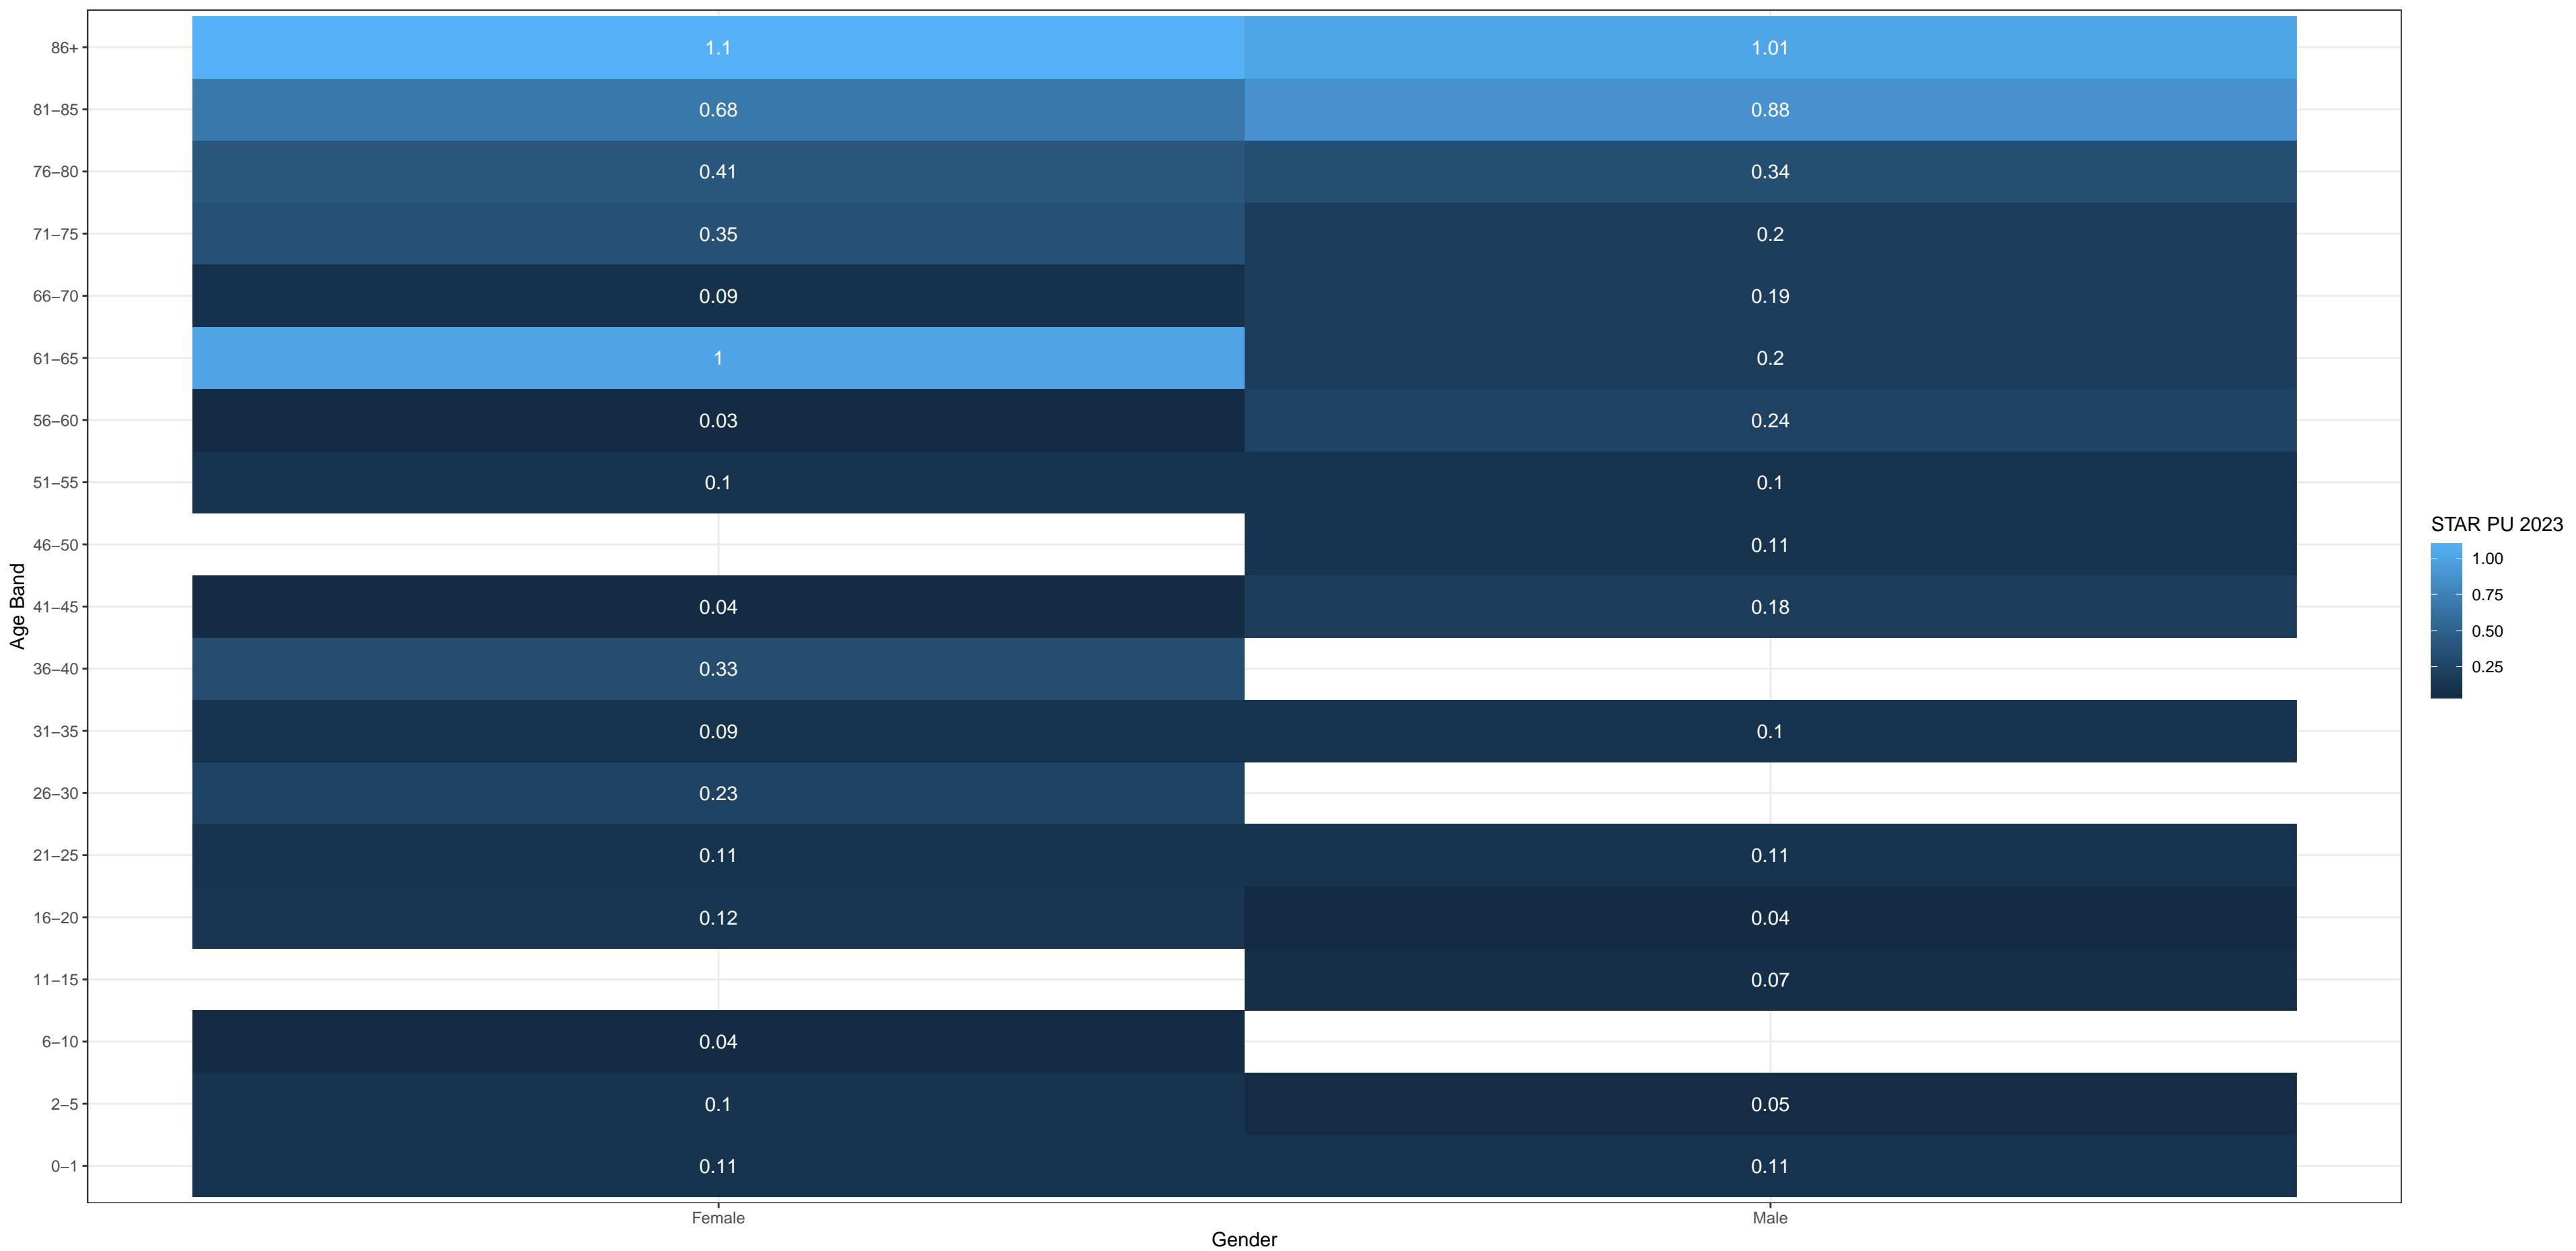 86+ 1.1 1.01
81–85 0.68 0.88
76–80 0.41 0.34
71–75 0.35 0.2
66–70 0.09 0.19
61–65 1 0.2
56–60 0.03 0.24
51–55 0.1 0.1
46–50 0.11
41–45 0.04 0.18
36–40 0.33
31–35 0.09 0.1
26–30 0.23
21–25 0.11 0.11
16–20 0.12 0.04
11–15 0.07
6–10 0.04
2–5 0.1 0.05
0–1 0.11 0.11
Age Band
Female Male
Gender
STAR PU 2023
1.00
0.75
0.50
0.25